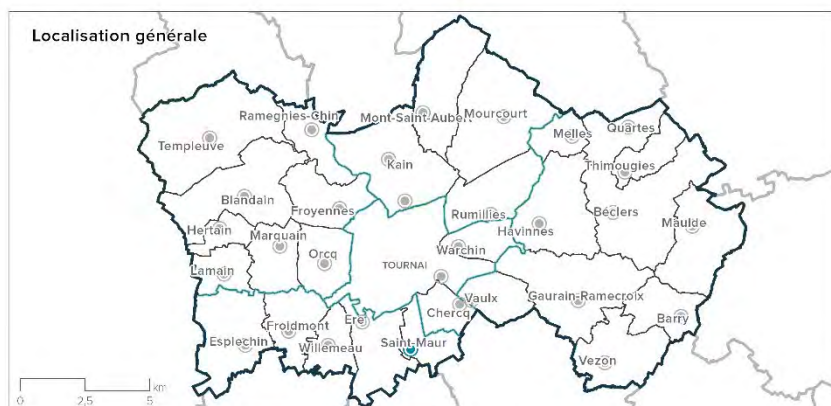 Localisation générale
Ramegnies-Chin
Mont-Saint-Aubert
Mourcourt
Templeuve
Melles
Quartes
Kain
Thimougies
Blandain
Froyennes
Rumillies
Béclers
Maulde
Hertain
Marquain
Havinnes
Orcq
Warchin
Lamain
TOURNAI
Vaulx
Gaurain-Ramecroix
Chercq
Barry
Froidmont
Ere
Esplechin
Willemeau
Saint-Maur
Vezon
km
0 2,5 5